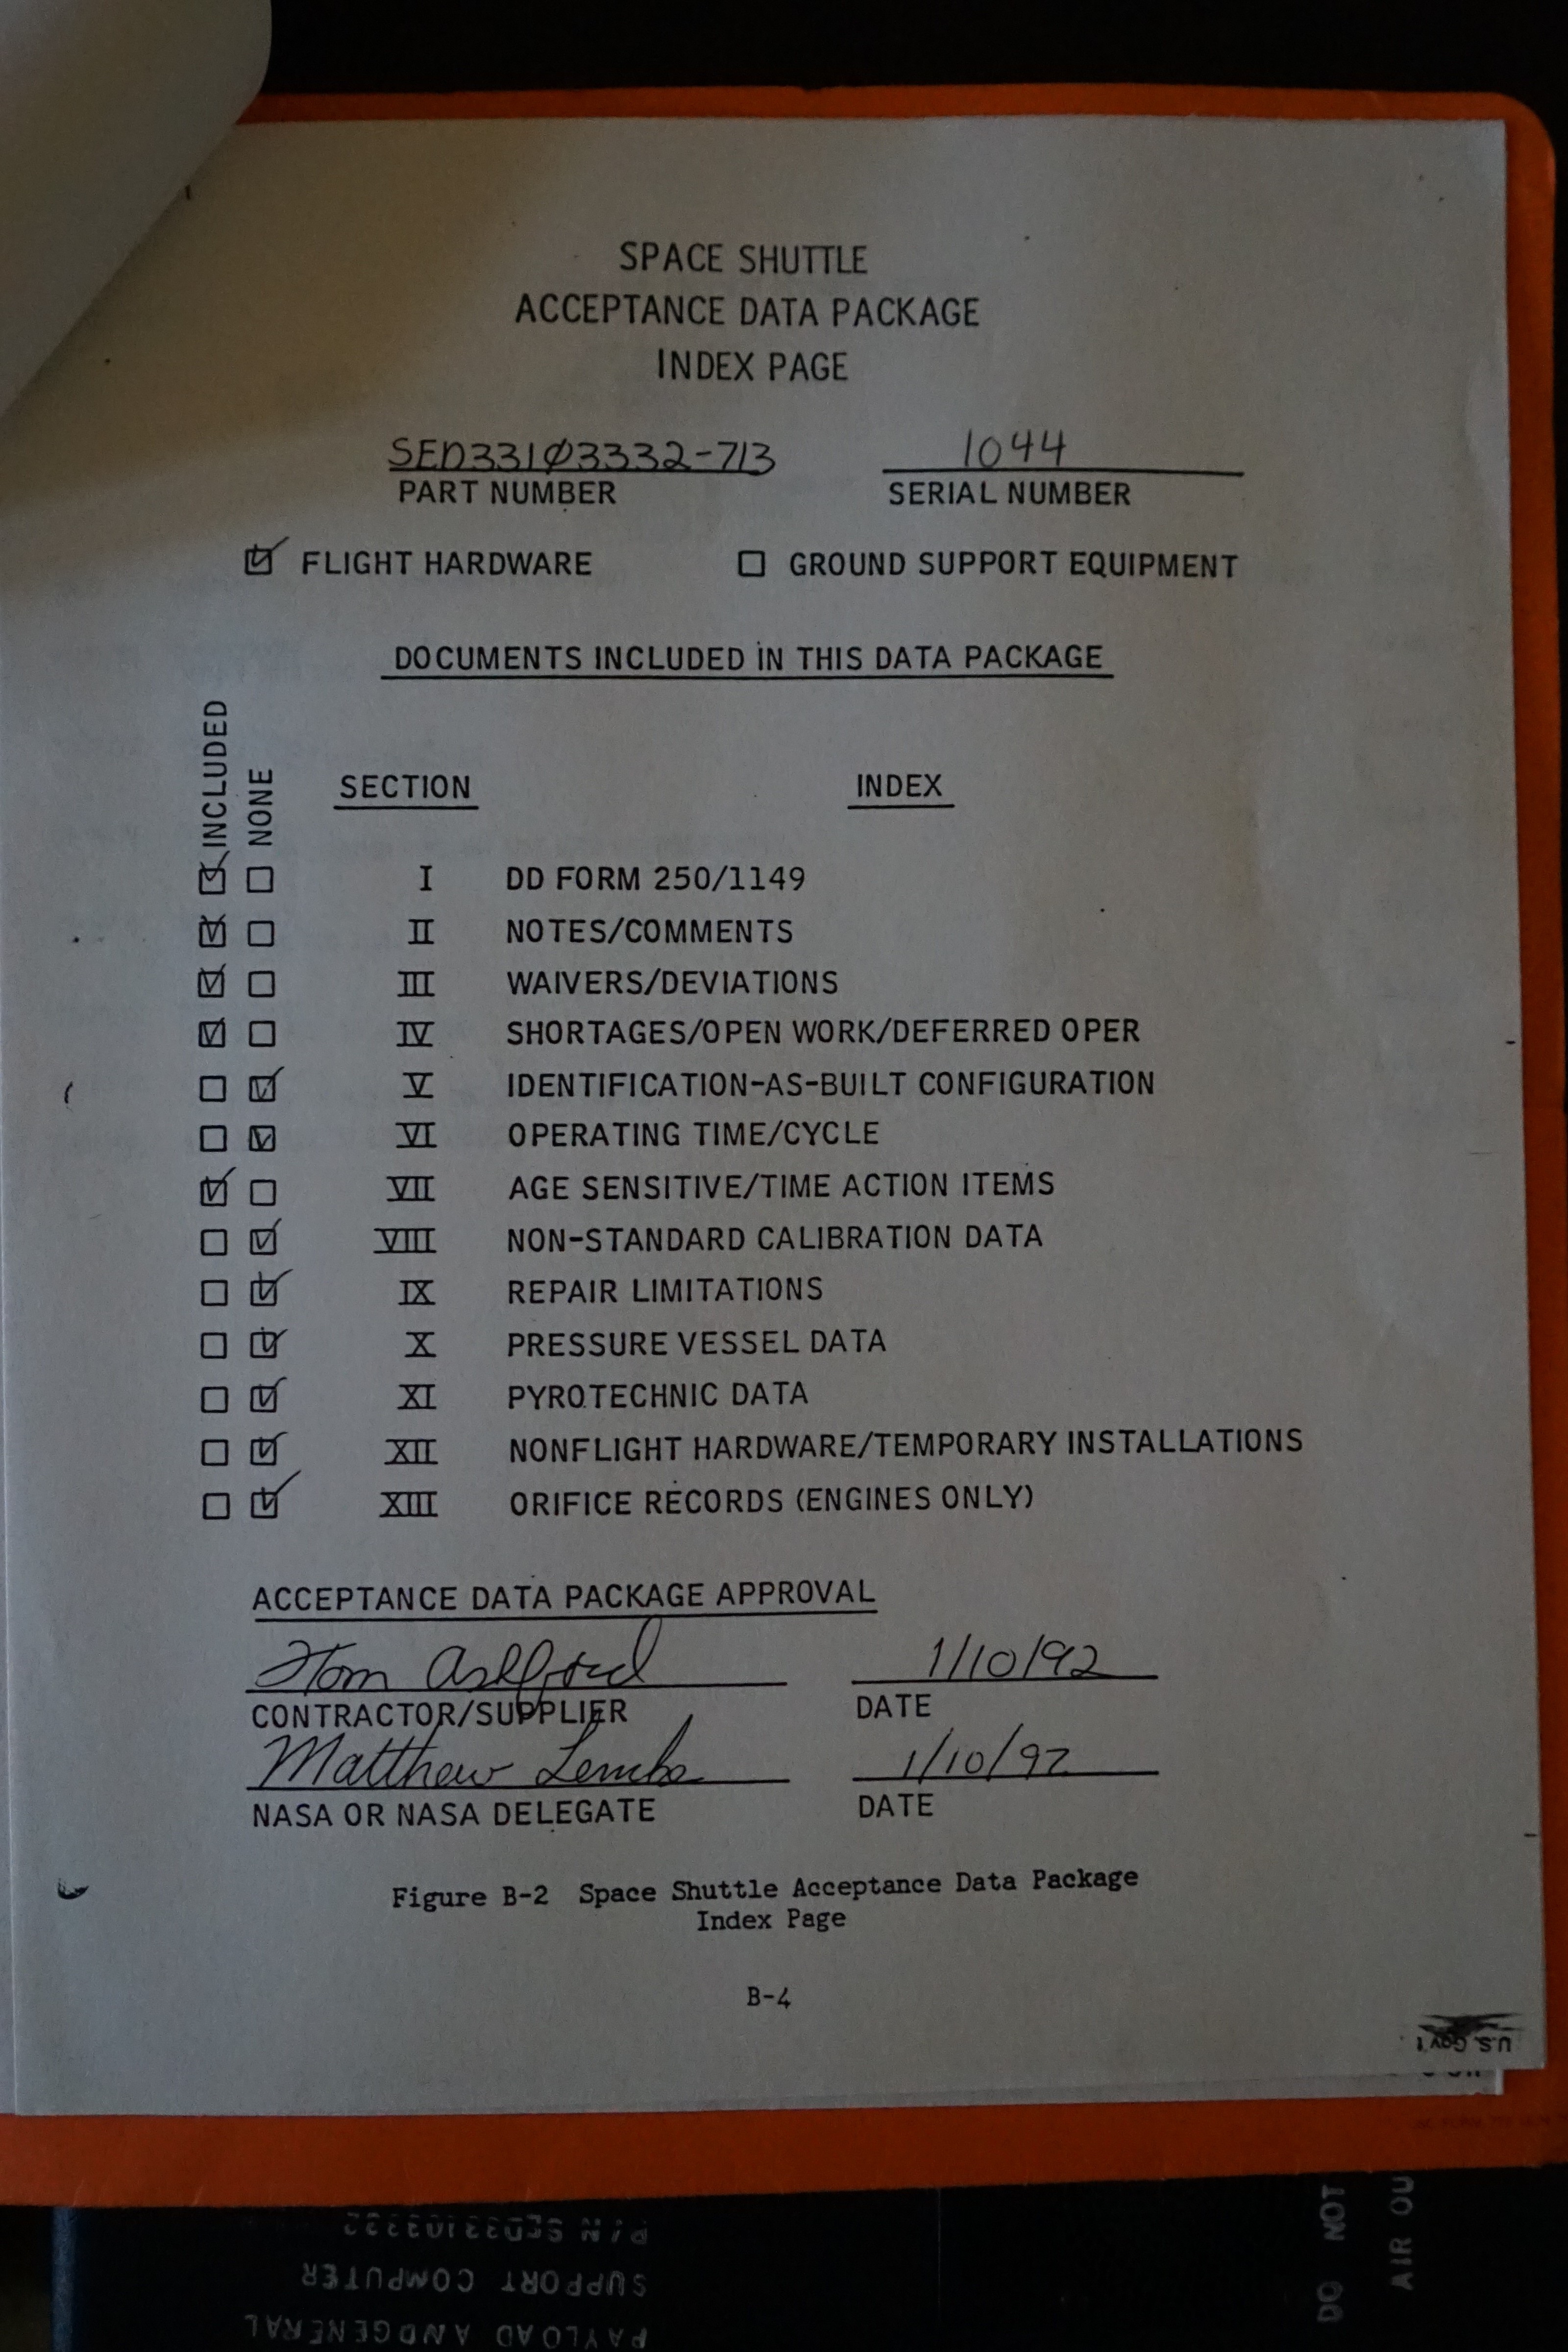 SPACE SHUTTLE
ACCEPTANCE DATA PACKAGE
INDEX PAGE
SED331Ø3332-713 1044
PART NUMBER SERIAL NUMBER
FLIGHT HARDWARE GROUND SUPPORT EQUIPMENT
DOCUMENTS INCLUDED IN THIS DATA PACKAGE
INCLUDED
NONE
SECTION INDEX
I DD FORM 250/1149
II NOTES/COMMENTS
III WAIVERS/DEVIATIONS
IV SHORTAGES/OPEN WORK/DEFERRED OPER
V IDENTIFICATION-AS-BUILT CONFIGURATION
VI OPERATING TIME/CYCLE
VII AGE SENSITIVE/TIME ACTION ITEMS
VIII NON-STANDARD CALIBRATION DATA
IX REPAIR LIMITATIONS
X PRESSURE VESSEL DATA
XI PYROTECHNIC DATA
XII NONFLIGHT HARDWARE/TEMPORARY INSTALLATIONS
XIII ORIFICE RECORDS (ENGINES ONLY)
ACCEPTANCE DATA PACKAGE APPROVAL
Tom Ashford 1/10/92
CONTRACTOR/SUPPLIER DATE
Matthew 1/10/92
NASA OR NASA DELEGATE DATE
Figure B-2 Space Shuttle Acceptance Data Package
Index Page
B-4
U.S. GOV'T
PAYLOAD AND GENERAL
SUPPORT COMPUTER
P/N SED33103332
DO NOT
AIR OU